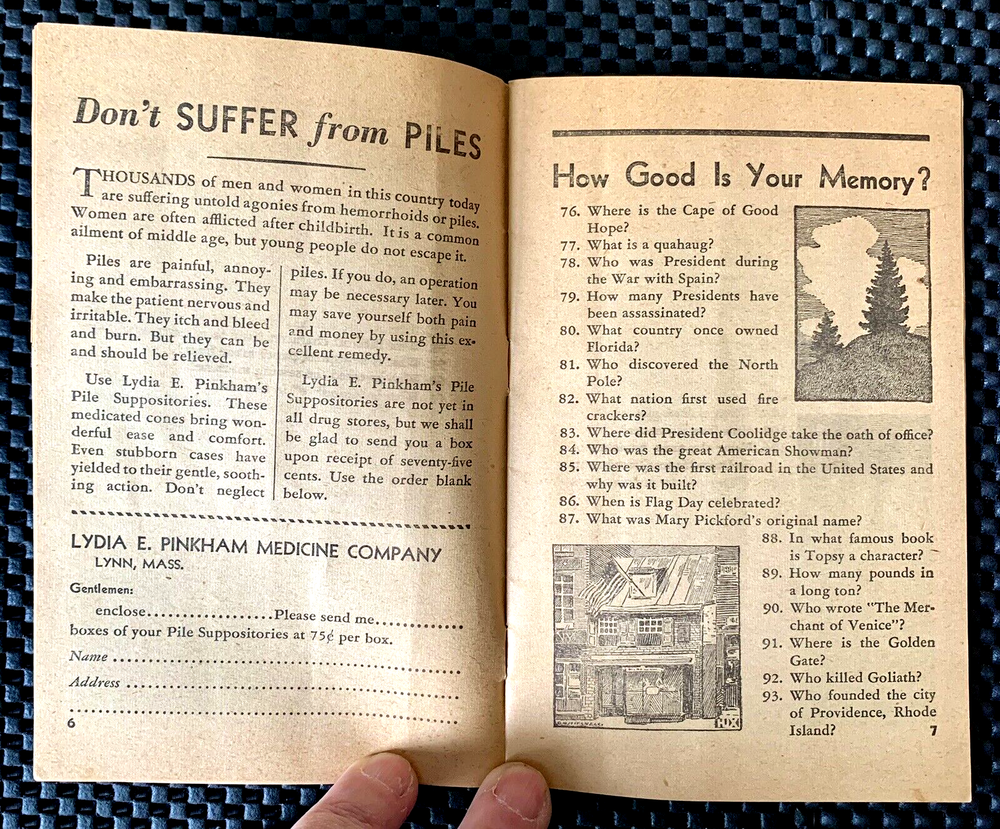 Don't SUFFER from PILES
THOUSANDS of men and women in this country today
are suffering untold agonies from hemorrhoids or piles.
Women are often afflicted after childbirth. It is a common
ailment of middle age, but young people do not escape it.
Piles are painful, annoy-
ing and embarrassing. They
make the patient nervous and
irritable. They itch and bleed
and burn. But they can be
and should be relieved.
Use Lydia E. Pinkham's
Pile Suppositories. These
medicated cones bring won-
derful ease and comfort.
Even stubborn cases have
yielded to their gentle, sooth-
ing action. Don't neglect
piles. If you do, an operation
may be necessary later. You
may save yourself both pain
and money by using this ex-
cellent remedy.
Lydia E. Pinkham's Pile
Suppositories are not yet in
all drug stores, but we shall
be glad to send you a box
upon receipt of seventy-five
cents. Use the order blank
below.
LYDIA E. PINKHAM MEDICINE COMPANY
LYNN, MASS.
Gentlemen:
enclose....................Please send me..............
boxes of your Pile Suppositories at 75¢ per box.
Name
Address
6
How Good Is Your Memory?
76. Where is the Cape of Good
Hope?
77. What is a quahaug?
78. Who was President during
the War with Spain?
79. How many Presidents have
been assassinated?
80. What country once owned
Florida?
81. Who discovered the North
Pole?
82. What nation first used fire
crackers?
83. Where did President Coolidge take the oath of office?
84. Who was the great American Showman?
85. Where was the first railroad in the United States and
why was it built?
86. When is Flag Day celebrated?
87. What was Mary Pickford's original name?
88. In what famous book
is Topsy a character?
89. How many pounds in
a long ton?
90. Who wrote "The Mer-
chant of Venice"?
91. Where is the Golden
Gate?
92. Who killed Goliath?
93. Who founded the city
of Providence, Rhode
Island?
7